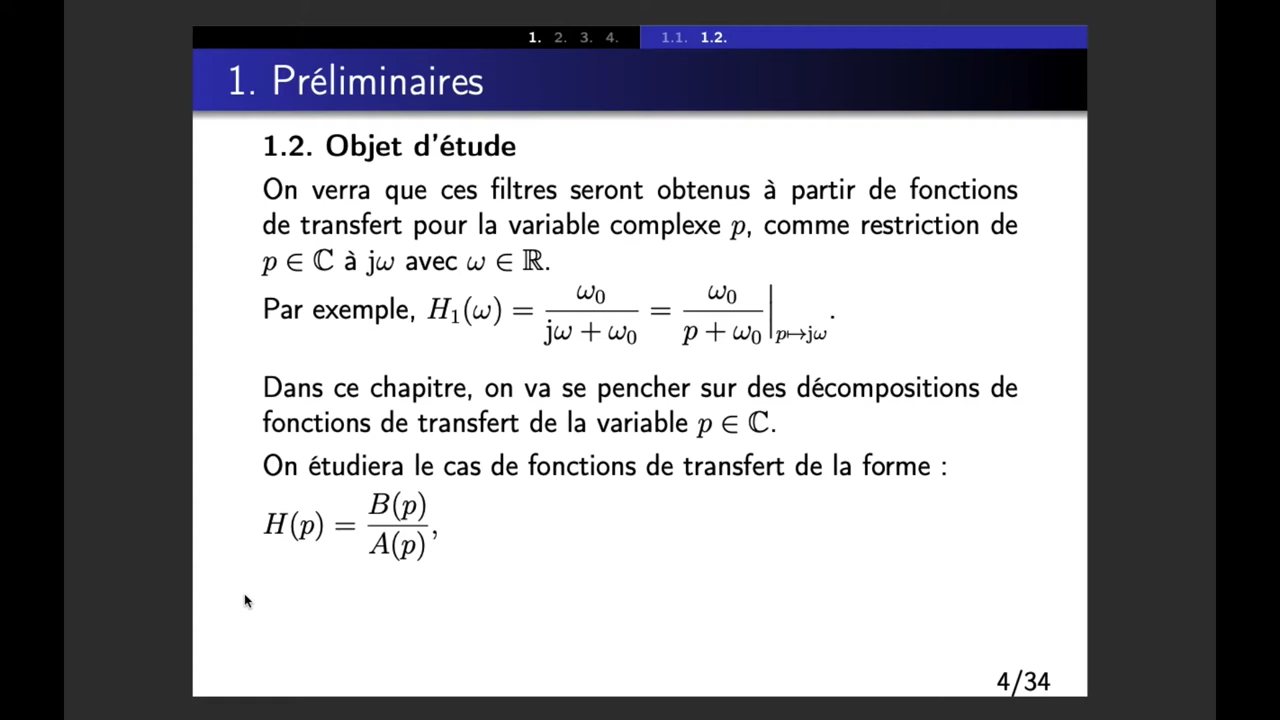 1. 2. 3. 4. 1.1. 1.2.
1. Préliminaires
1.2. Objet d'étude
On verra que ces filtres seront obtenus à partir de fonctions
de transfert pour la variable complexe p, comme restriction de
p ∈ ℂ à jω avec ω ∈ ℝ.
Par exemple, H₁(ω) = ω₀/(jω + ω₀) = ω₀/(p + ω₀)|p↦jω.
Dans ce chapitre, on va se pencher sur des décompositions de
fonctions de transfert de la variable p ∈ ℂ.
On étudiera le cas de fonctions de transfert de la forme :
H(p) = B(p)/A(p),
4/34